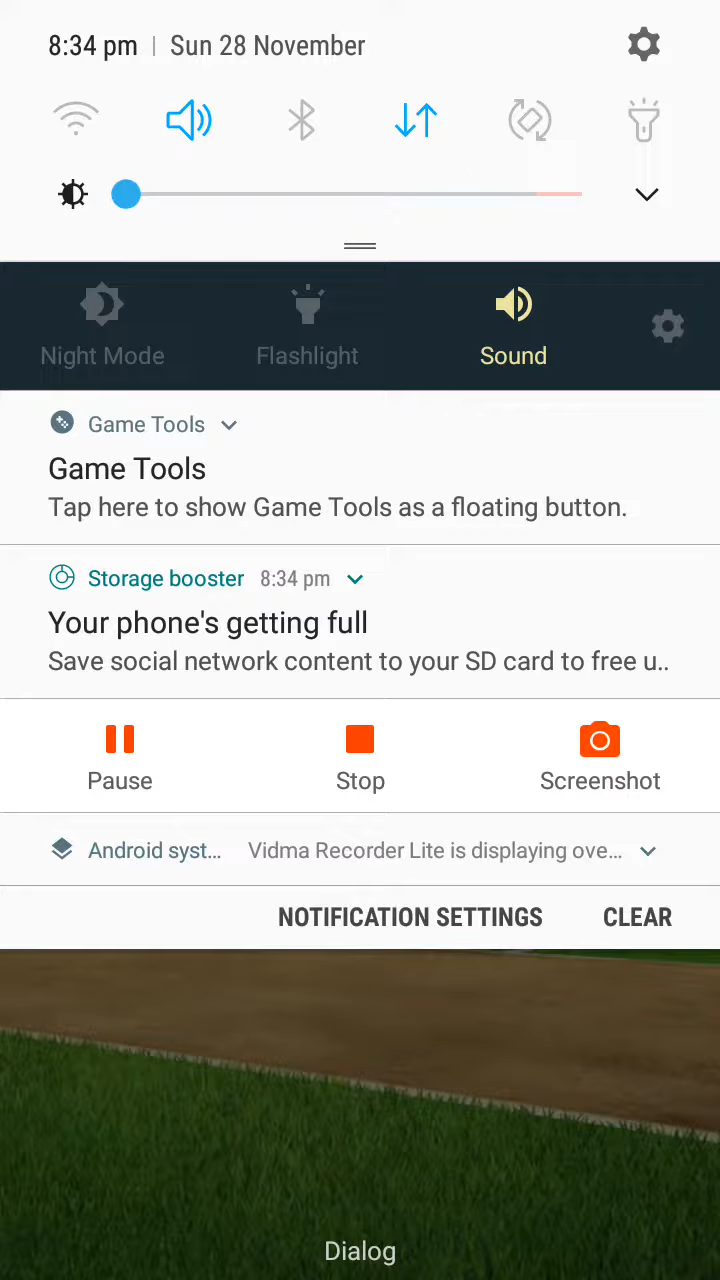 8:34 pm | Sun 28 November
Night Mode Flashlight Sound
Game Tools
Game Tools
Tap here to show Game Tools as a floating button.
Storage booster 8:34 pm
Your phone's getting full
Save social network content to your SD card to free u..
Pause Stop Screenshot
Android syst... Vidma Recorder Lite is displaying ove...
NOTIFICATION SETTINGS CLEAR
Dialog